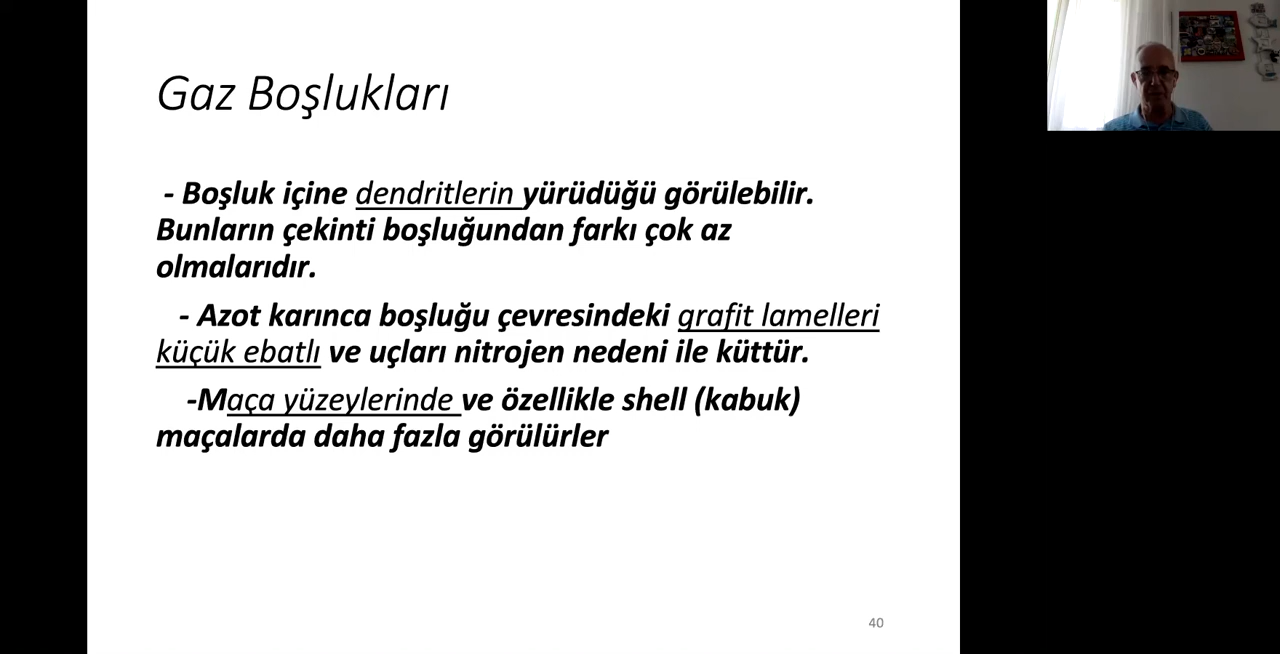 Gaz Boşlukları
- Boşluk içine dendritlerin yürüdüğü görülebilir.
Bunların çekinti boşluğundan farkı çok az
olmalarıdır.
- Azot karınca boşluğu çevresindeki grafit lamelleri
küçük ebatlı ve uçları nitrojen nedeni ile küttür.
-Maça yüzeylerinde ve özellikle shell (kabuk)
maçalarda daha fazla görülürler
40